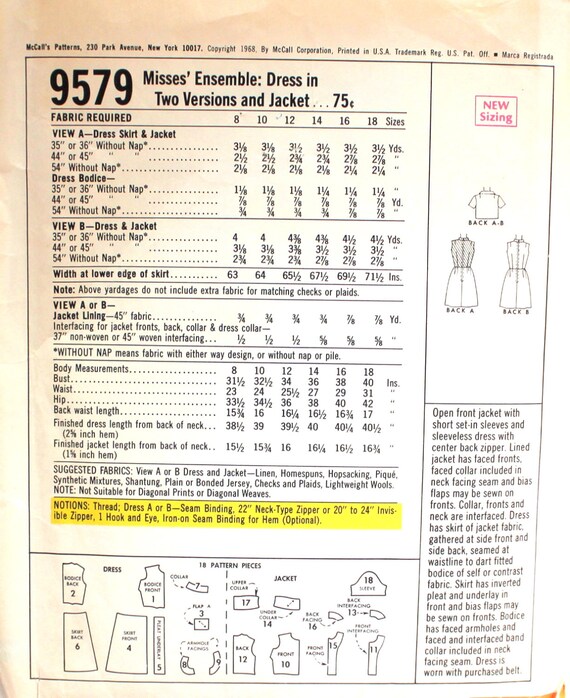 McCall's Patterns, 230 Park Avenue, New York 10017. Copyright 1968, By McCall Corporation, Printed in U.S.A. Trademark Reg. U.S. Pat. Off. ■ Marca Registrada
9579 Misses' Ensemble: Dress in
Two Versions and Jacket... 75¢
FABRIC REQUIRED 8 10 12 14 16 18 Sizes
VIEW A—Dress Skirt & Jacket
35" or 36" Without Nap* 3⅛ 3⅛ 3½ 3½ 3½ 3½ Yds.
44" or 45" " " 2½ 2½ 2¾ 2¾ 2⅞ 2⅞ "
54" Without Nap* 2⅛ 2⅛ 2⅛ 2⅛ 2¼ 2¼ "
Dress Bodice—
35" or 36" Without Nap* 1⅛ 1⅛ 1⅛ 1¼ 1¼ 1¼ "
44" or 45" " " ⅞ ⅞ ⅞ ⅞ ⅞ ⅞ Yd.
54" Without Nap* ¾ ¾ ¾ ¾ ⅞ ⅞ "
VIEW B—Dress & Jacket
35" or 36" Without Nap* 4 4 4⅜ 4⅜ 4½ 4½ Yds.
44" or 45" " " 3⅛ 3⅛ 3⅜ 3½ 3½ 3½ "
54" Without Nap* 2¾ 2¾ 2¾ 2⅞ 2⅞ 2⅞ "
Width at lower edge of skirt 63 64 65½ 67½ 69½ 71½ Ins.
Note: Above yardages do not include extra fabric for matching checks or plaids.
VIEW A or B—
Jacket Lining—45" fabric ¾ ¾ ¾ ¾ ⅞ ⅞ Yd.
Interfacing for jacket fronts, back, collar & dress collar—
37" non-woven or 45" woven interfacing ½ ½ ½ ⅝ ⅝ ⅝ "
*WITHOUT NAP means fabric with either way design, or without nap or pile.
Body Measurements 8 10 12 14 16 18
Bust 31½ 32½ 34 36 38 40 Ins.
Waist 23 24 25½ 27 29 31 "
Hip 33½ 34½ 36 38 40 42 "
Back waist length 15¾ 16 16¼ 16½ 16¾ 17 "
Finished dress length from back of neck.. 38½ 39 39½ 40 40¼ 40½ "
(2⅝ inch hem)
Finished jacket length from back of neck.. 15½ 15¾ 16 16¼ 16½ 16¾ "
(1⅝ inch hem)
SUGGESTED FABRICS: View A or B Dress and Jacket—Linen, Homespuns, Hopsacking, Piqué,
Synthetic Mixtures, Shantung, Plain or Bonded Jersey, Checks and Plaids, Lightweight Wools.
NOTE: Not Suitable for Diagonal Prints or Diagonal Weaves.
NOTIONS: Thread; Dress A or B—Seam Binding, 22" Neck-Type Zipper or 20" to 24" Invis-
ible Zipper, 1 Hook and Eye, Iron-on Seam Binding for Hem (Optional).
NEW
Sizing
BACK A-B
BACK A
BACK B
Open front jacket with
short set-in sleeves and
sleeveless dress with
center back zipper. Lined
jacket has faced fronts,
faced collar included in
neck facing seam and bias
flaps may be sewn on
fronts. Collar, fronts and
neck are interfaced. Dress
has skirt of jacket fabric,
gathered at side front and
side back, seamed at
waistline to dart fitted
bodice of self or contrast
fabric. Skirt has inverted
pleat and underlay in
front and bias flaps may
be sewn on fronts. Bodice
has faced armholes and
faced and interfaced band
collar included in neck
facing seam. Dress is
worn with purchased belt.
18 PATTERN PIECES
DRESS
BODICE BACK 2
BODICE FRONT 1
COLLAR 7
FLAP A 3
SKIRT BACK 6
SKIRT FRONT 4
PLEAT UNDERLAY 5
ARMHOLE FACINGS 8 9
JACKET
UPPER COLLAR 17
UNDER COLLAR 14
18 SLEEVE
BACK INTERFACING 13
BACK FACING 16
FRONT INTERFACING 11
BACK 12
FRONT 10
FRONT FACING 15